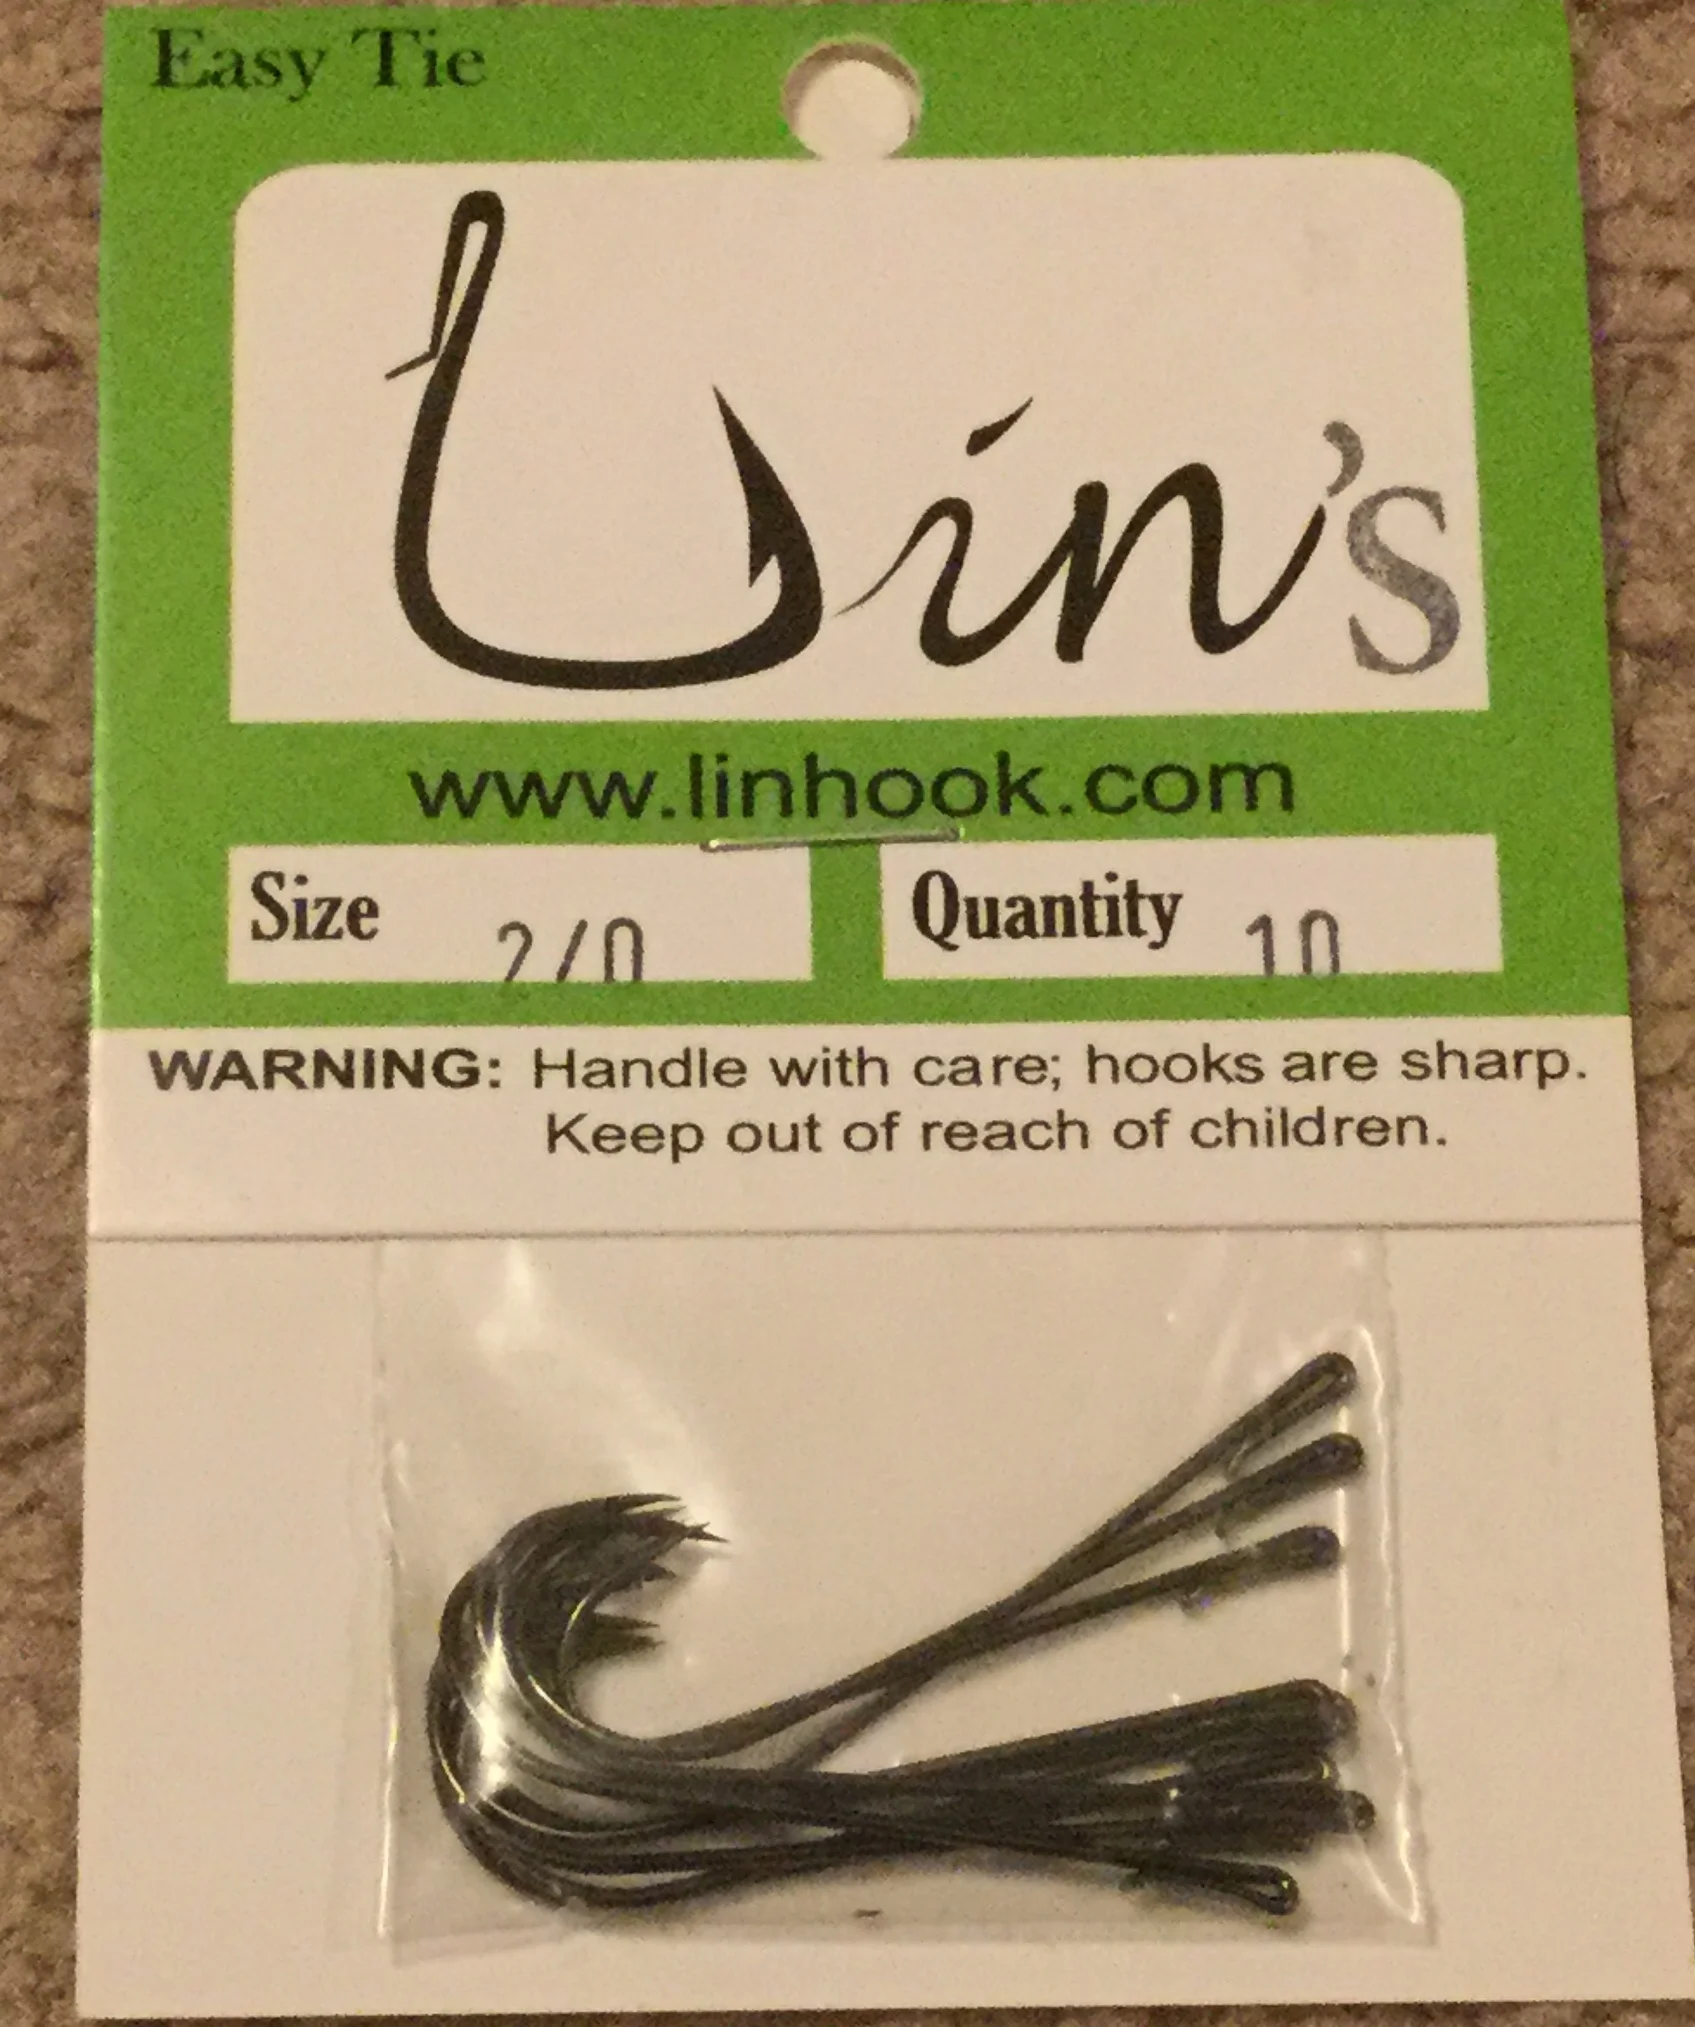 Easy Tie
Lin's
www.linhook.com
Size 2/0 Quantity 10
WARNING: Handle with care; hooks are sharp.
Keep out of reach of children.